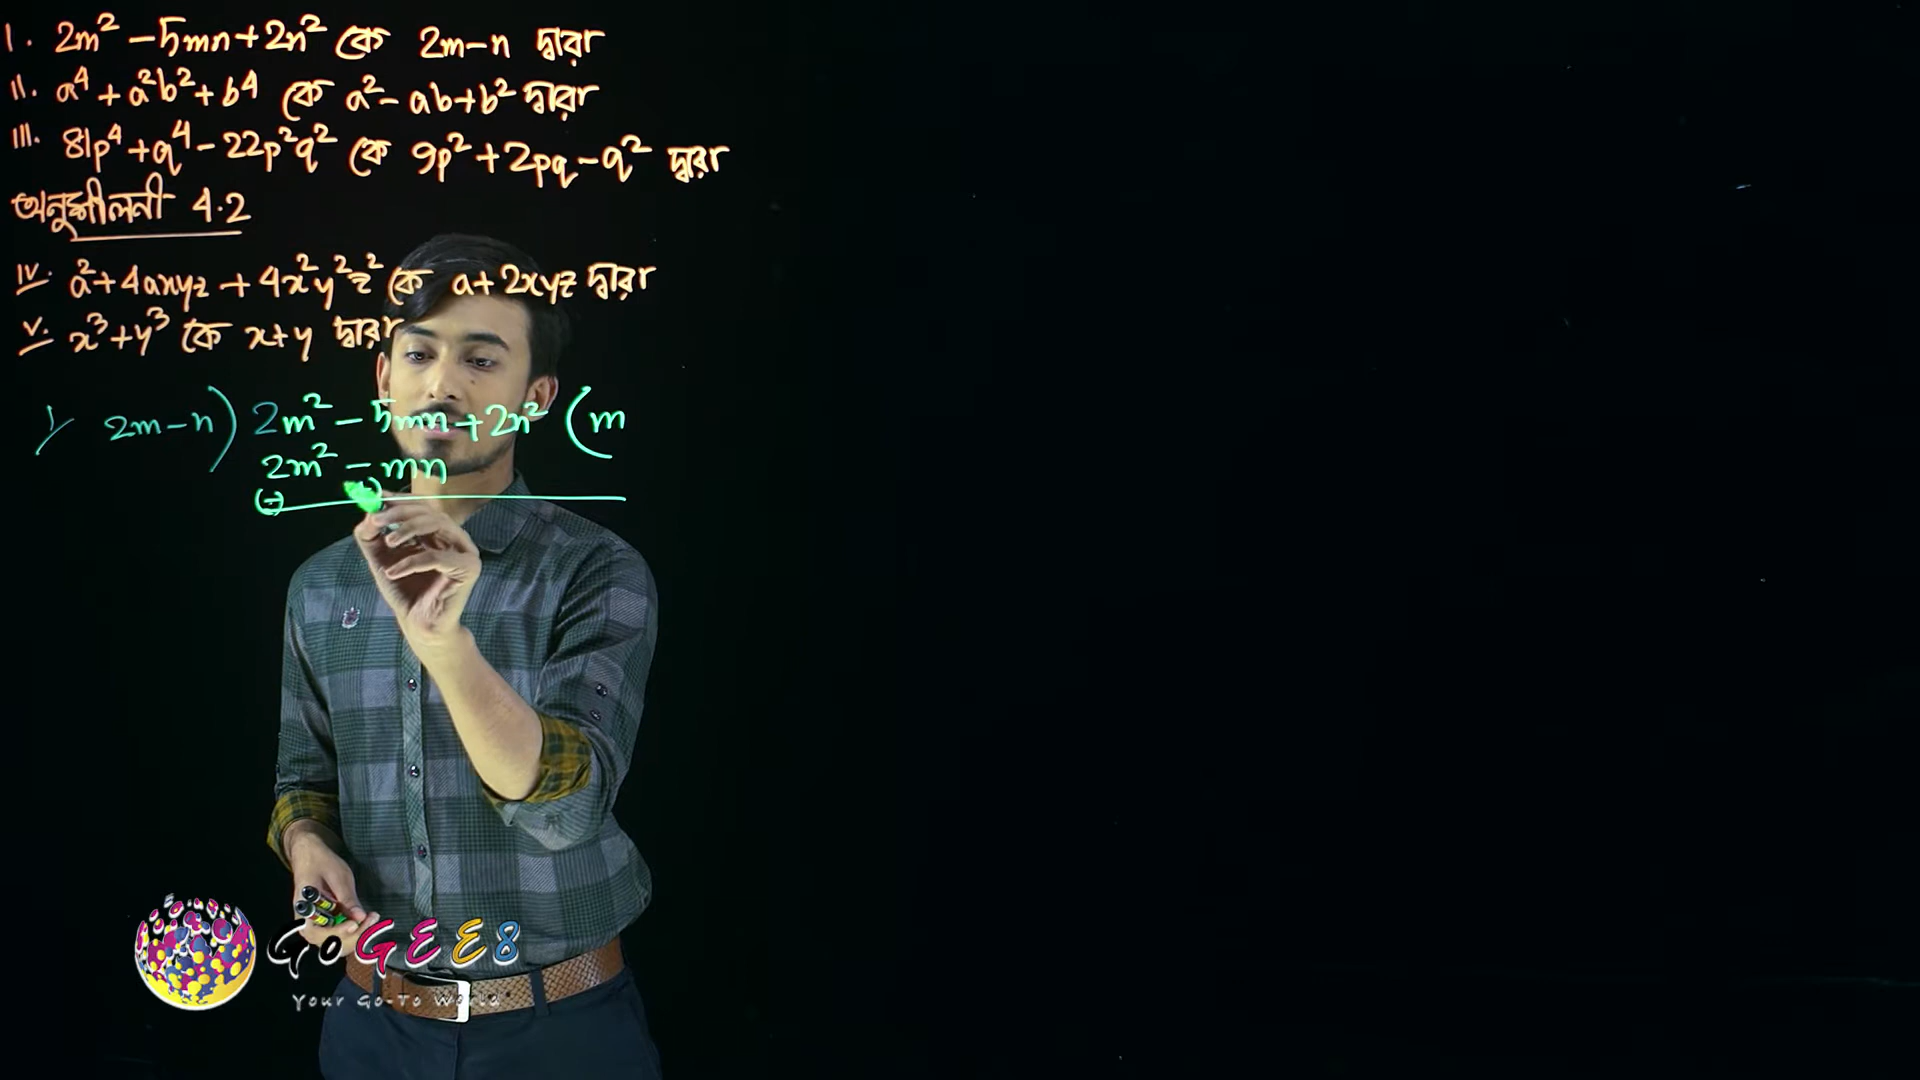 I. 2m² - 5mn + 2n² কে 2m-n দ্বারা
II. a⁴ + a²b² + b⁴ কে a² - ab + b² দ্বারা
III. 81p⁴ + q⁴ - 22p²q² কে 9p² + 2pq - q² দ্বারা
অনুশীলনী 4.2
IV. a² + 4axyz + 4x²y²z² কে a + 2xyz দ্বারা
V. x³ + y³ কে x+y দ্বারা
1/ 2m-n) 2m² - 5mn + 2n² (m
2m² - mn
(-)
GoGEE8
Your Go-To World